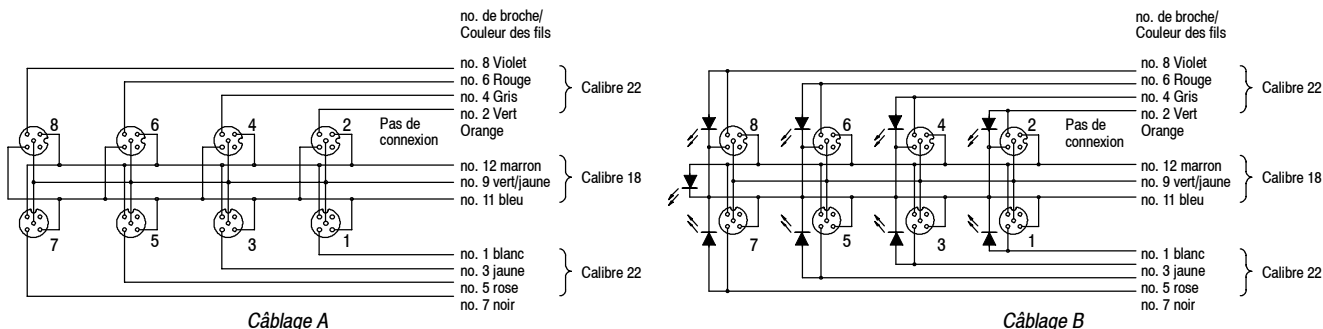 no. de broche/
Couleur des fils
no. 8 Violet
no. 6 Rouge
no. 4 Gris
no. 2 Vert
Orange
Pas de
connexion
Calibre 22
8
6
4
2
no. 12 marron
no. 9 vert/jaune
no. 11 bleu
Calibre 18
7
5
3
1
no. 1 blanc
no. 3 jaune
no. 5 rose
no. 7 noir
Calibre 22
Câblage A
no. de broche/
Couleur des fils
no. 8 Violet
no. 6 Rouge
no. 4 Gris
no. 2 Vert
Orange
Pas de
connexion
Calibre 22
8
6
4
2
no. 12 marron
no. 9 vert/jaune
no. 11 bleu
Calibre 18
7
5
3
1
no. 1 blanc
no. 3 jaune
no. 5 rose
no. 7 noir
Calibre 22
Câblage B